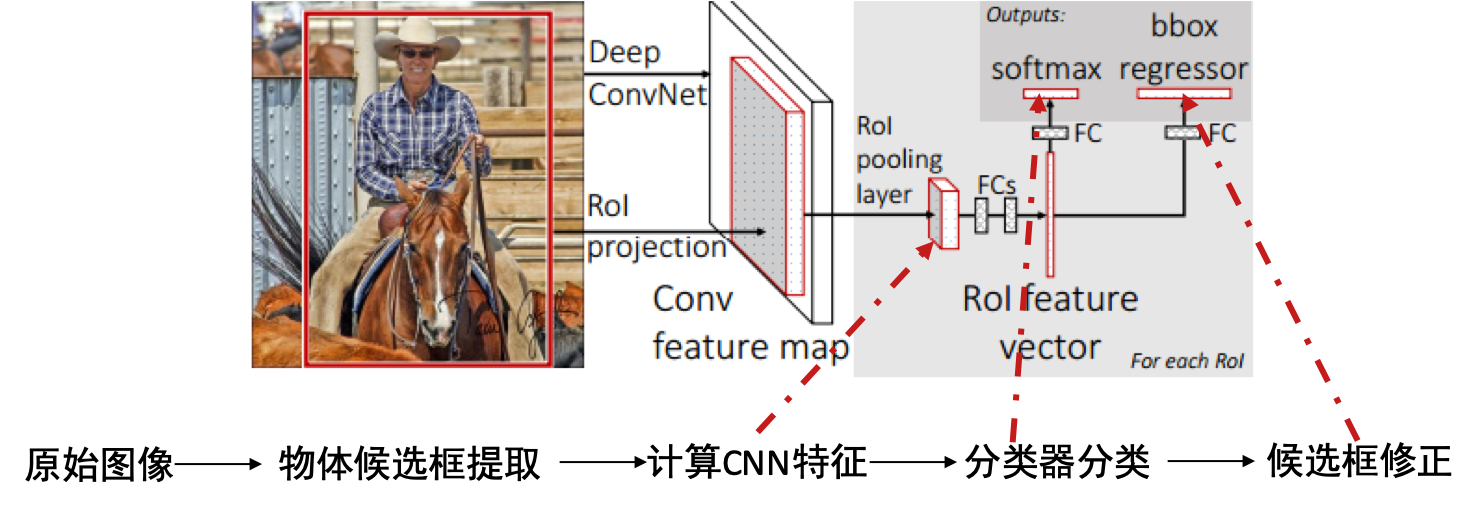 Outputs:
bbox
softmax regressor
Deep
ConvNet
FC
FC
RoI
pooling
layer
FCs
RoI
projection
Conv
feature map
RoI feature
vector
For each RoI
原始图像
物体候选框提取
计算CNN特征
分类器分类
候选框修正